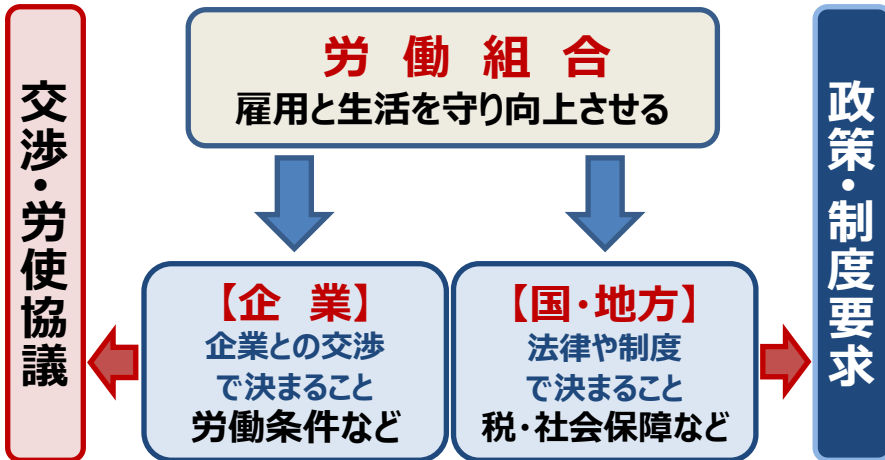 労働組合
雇用と生活を守り向上させる
交渉・労使協議
【企業】
企業との交渉
で決まること
労働条件など
【国・地方】
法律や制度
で決まること
税・社会保障など
政策・制度要求